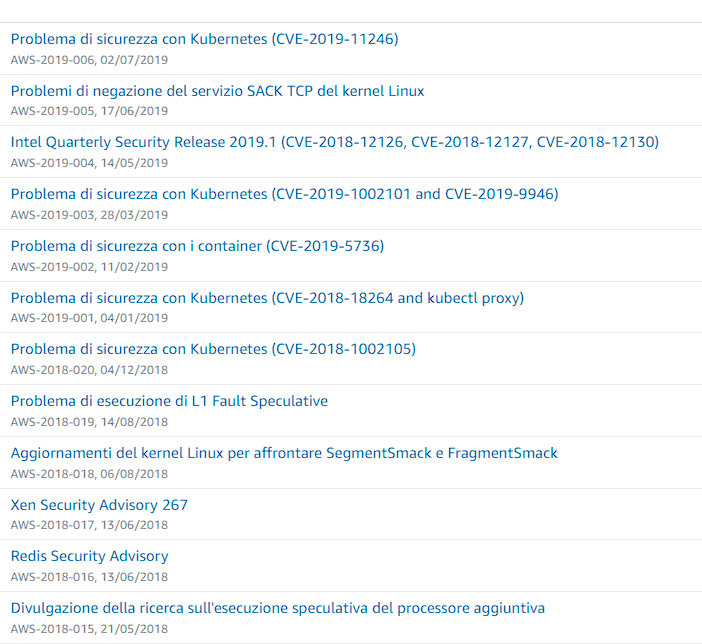 Problema di sicurezza con Kubernetes (CVE-2019-11246)
AWS-2019-006, 02/07/2019
Problemi di negazione del servizio SACK TCP del kernel Linux
AWS-2019-005, 17/06/2019
Intel Quarterly Security Release 2019.1 (CVE-2018-12126, CVE-2018-12127, CVE-2018-12130)
AWS-2019-004, 14/05/2019
Problema di sicurezza con Kubernetes (CVE-2019-1002101 and CVE-2019-9946)
AWS-2019-003, 28/03/2019
Problema di sicurezza con i container (CVE-2019-5736)
AWS-2019-002, 11/02/2019
Problema di sicurezza con Kubernetes (CVE-2018-18264 and kubectl proxy)
AWS-2019-001, 04/01/2019
Problema di sicurezza con Kubernetes (CVE-2018-1002105)
AWS-2018-020, 04/12/2018
Problema di esecuzione di L1 Fault Speculative
AWS-2018-019, 14/08/2018
Aggiornamenti del kernel Linux per affrontare SegmentSmack e FragmentSmack
AWS-2018-018, 06/08/2018
Xen Security Advisory 267
AWS-2018-017, 13/06/2018
Redis Security Advisory
AWS-2018-016, 13/06/2018
Divulgazione della ricerca sull'esecuzione speculativa del processore aggiuntiva
AWS-2018-015, 21/05/2018